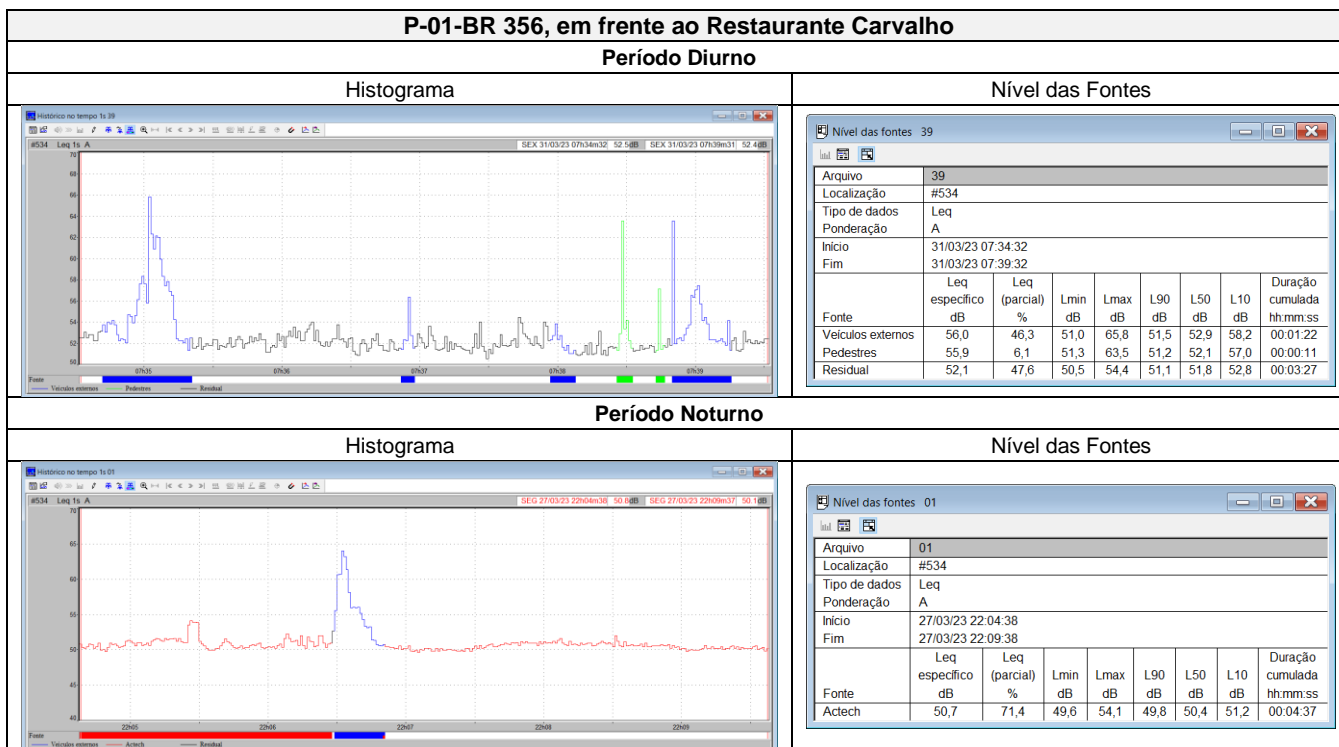 P-01-BR 356, em frente ao Restaurante Carvalho
Período Diurno
Histograma
Nível das Fontes
Histórico no tempo 1s 39
#534 Leq 1s A SEX 31/03/23 07h34m32 52.5dB SEX 31/03/23 07h39m31 52.4dB
70
68
66
64
62
60
58
56
54
52
50
07h35 07h36 07h37 07h38 07h39
Fonte
Veículos externos Pedestres Residual
Nível das fontes 39
Arquivo 39
Localização #534
Tipo de dados Leq
Ponderação A
Início 31/03/23 07:34:32
Fim 31/03/23 07:39:32
Leq Leq Duração
específico (parcial) Lmin Lmax L90 L50 L10 cumulada
Fonte dB % dB dB dB dB dB hh:mm:ss
Veículos externos 56,0 46,3 51,0 65,8 51,5 52,9 58,2 00:01:22
Pedestres 55,9 6,1 51,3 63,5 51,2 52,1 57,0 00:00:11
Residual 52,1 47,6 50,5 54,4 51,1 51,8 52,8 00:03:27
Período Noturno
Histograma
Nível das Fontes
Histórico no tempo 1s 01
#534 Leq 1s A SEG 27/03/23 22h04m38 50.8dB SEG 27/03/23 22h09m37 50.1dB
70
65
60
55
50
45
40
22h05 22h06 22h07 22h08 22h09
Fonte
Veículos externos Actech Residual
Nível das fontes 01
Arquivo 01
Localização #534
Tipo de dados Leq
Ponderação A
Início 27/03/23 22:04:38
Fim 27/03/23 22:09:38
Leq Leq Duração
específico (parcial) Lmin Lmax L90 L50 L10 cumulada
Fonte dB % dB dB dB dB dB hh:mm:ss
Actech 50,7 71,4 49,6 54,1 49,8 50,4 51,2 00:04:37